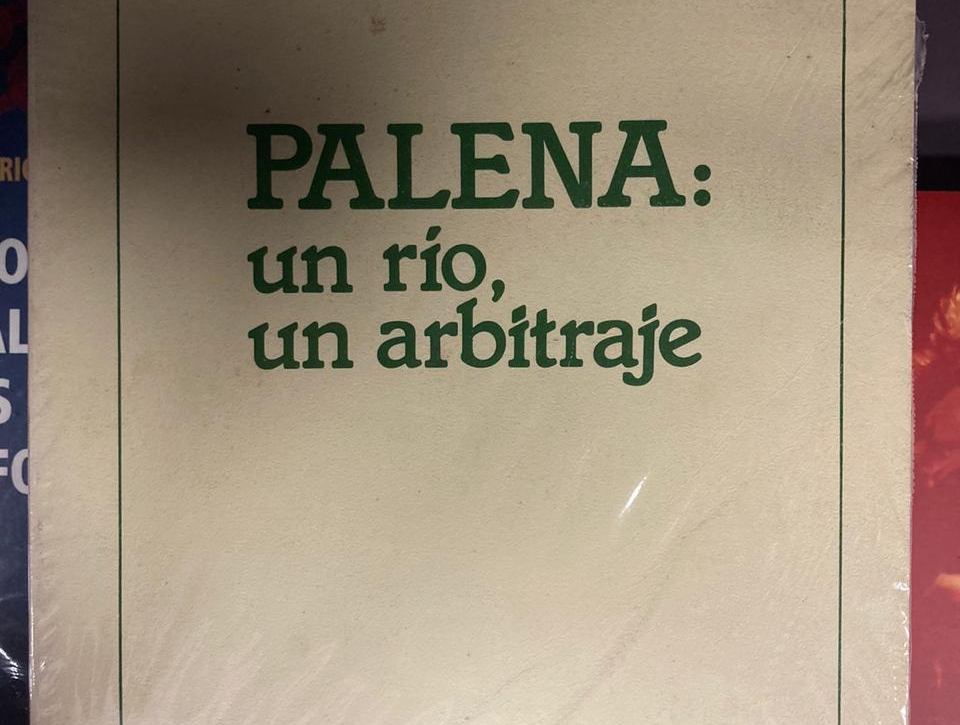 PALENA:
un río,
un arbitraje